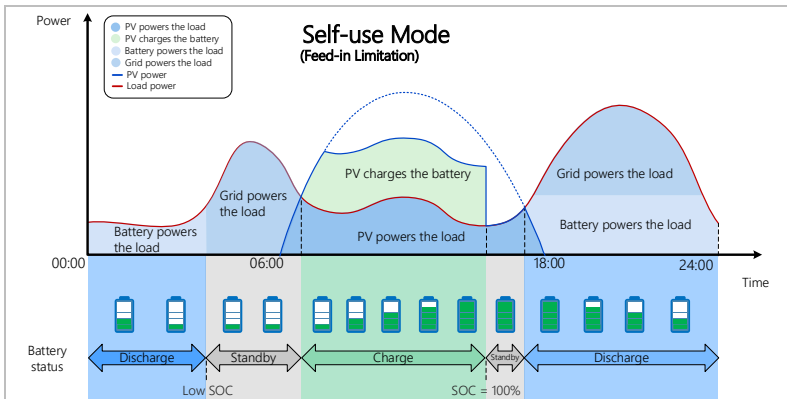 Power
Self-use Mode
(Feed-in Limitation)
PV powers the load
PV charges the battery
Battery powers the load
Grid powers the load
PV power
Load power
Battery powers
the load
Grid powers
the load
PV charges the battery
PV powers the load
Grid powers the load
Battery powers the load
00:00
06:00
18:00
24:00
Time
Battery
status
Discharge
Standby
Charge
Standby
Discharge
Low SOC
SOC = 100%